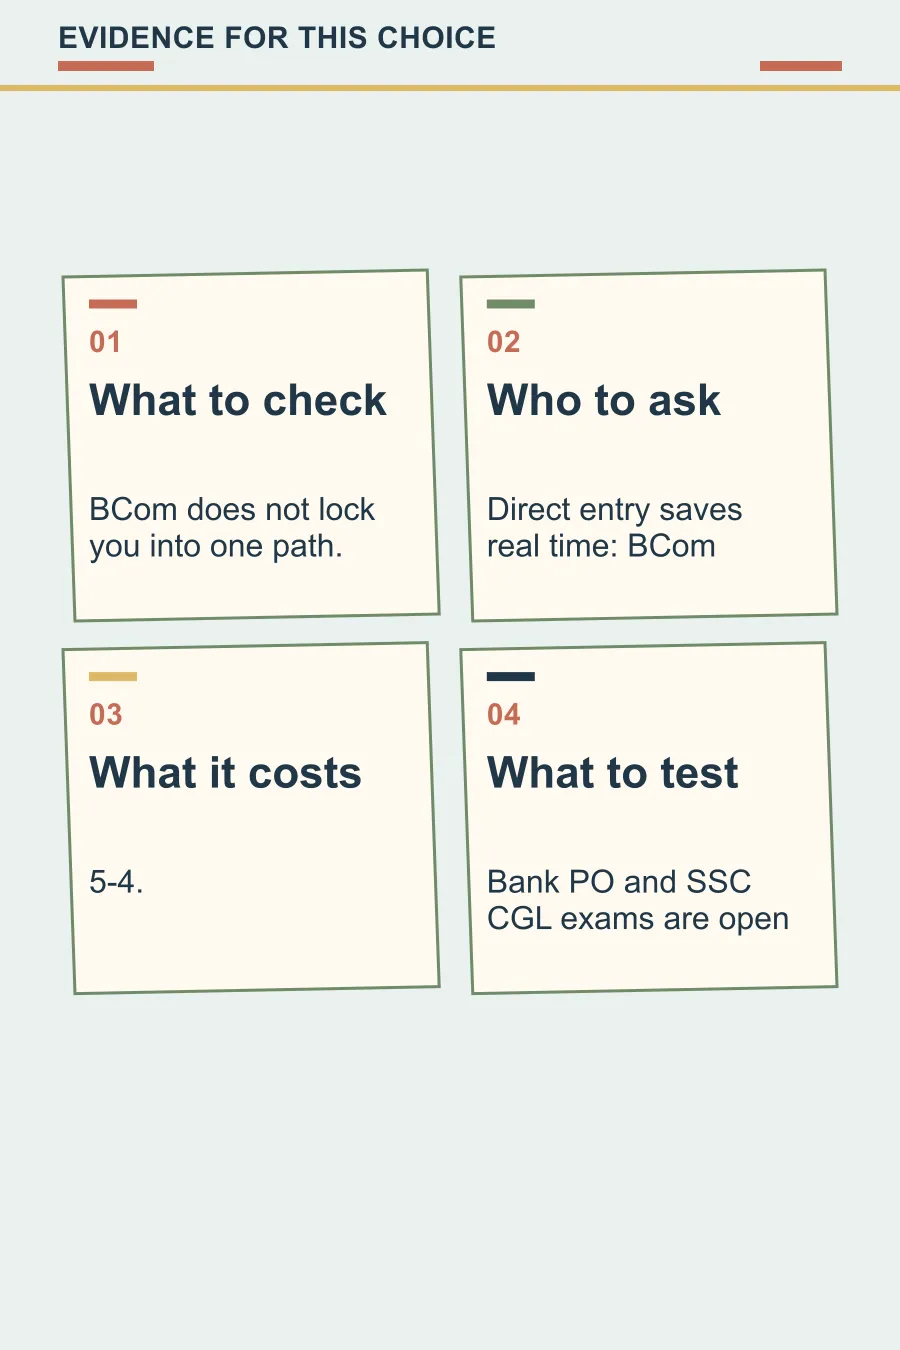 EVIDENCE FOR THIS CHOICE
01
What to check
BCom does not lock
you into one path.
02
Who to ask
Direct entry saves
real time: BCom
03
What it costs
5-4.
04
What to test
Bank PO and SSC
CGL exams are open